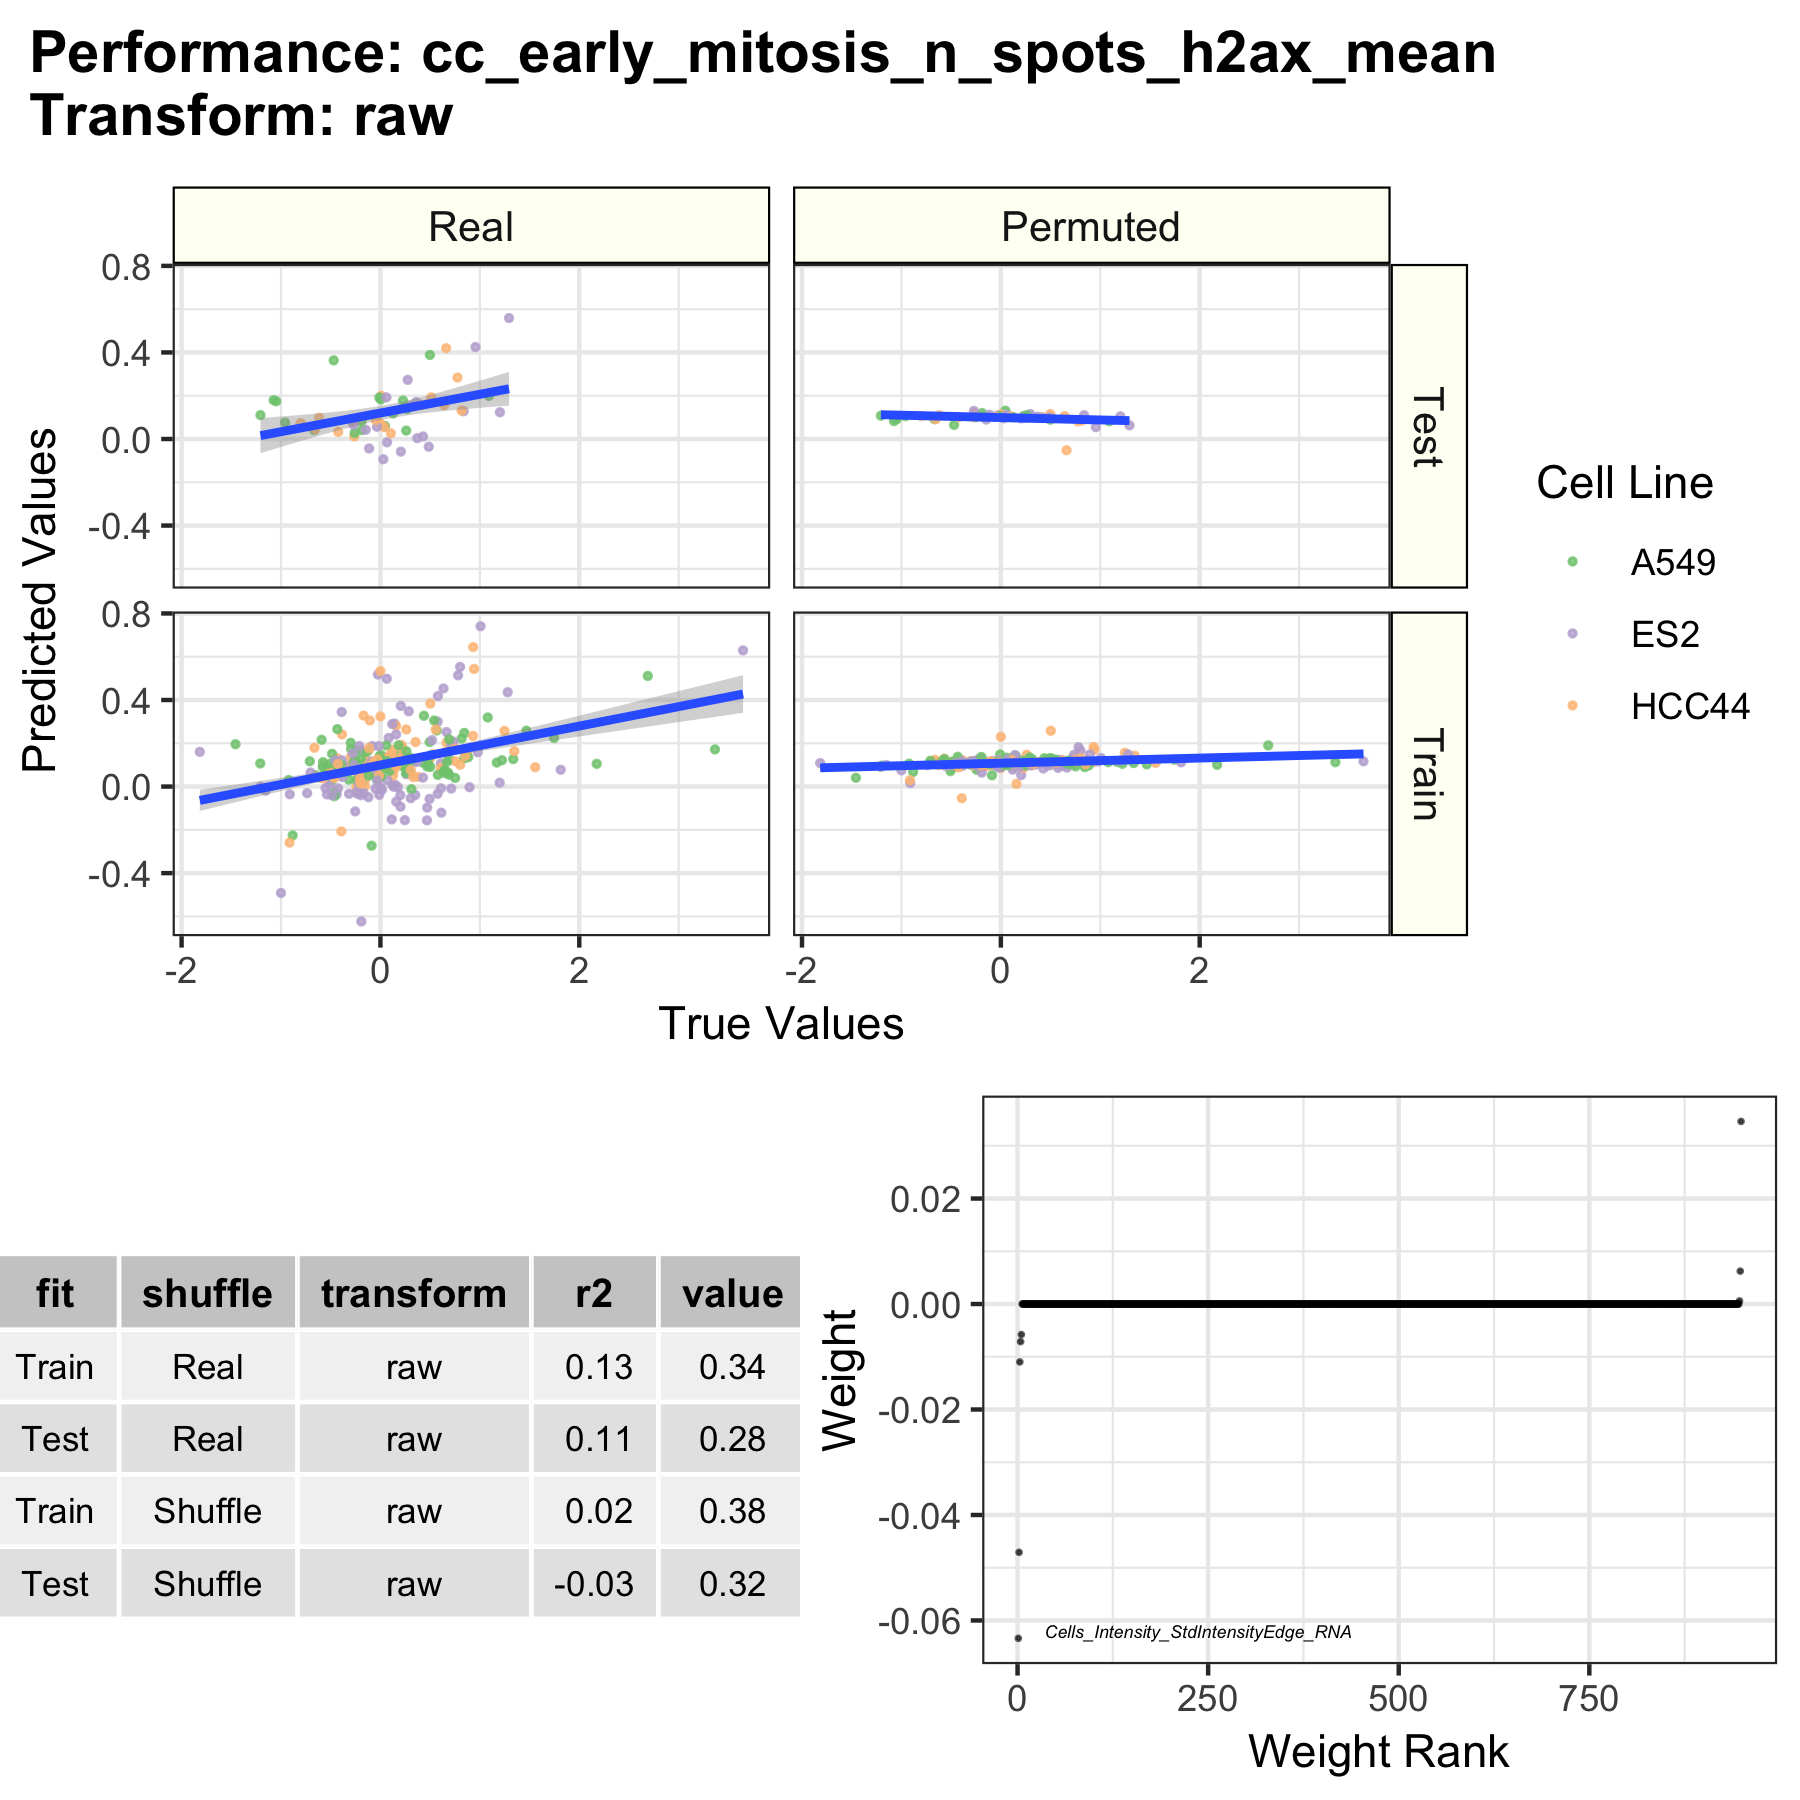 Performance: cc_early_mitosis_n_spots_h2ax_mean
Transform: raw
Real
Permuted
0.8
0.4
0.0
-0.4
Test
0.8
0.4
0.0
-0.4
Train
Predicted Values
-2
0
2
-2
0
2
True Values
Cell Line
A549
ES2
HCC44
fit shuffle transform r2 value
Train Real raw 0.13 0.34
Test Real raw 0.11 0.28
Train Shuffle raw 0.02 0.38
Test Shuffle raw -0.03 0.32
Weight
0.02
0.00
-0.02
-0.04
-0.06
Cells_Intensity_StdIntensityEdge_RNA
0
250
500
750
Weight Rank